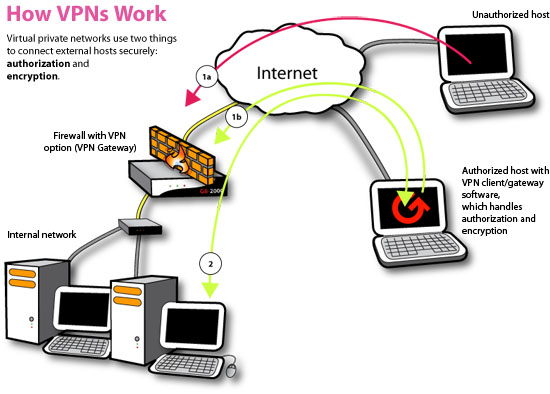 How VPNs Work
Virtual private networks use two things
to connect external hosts securely:
authorization and
encryption.
Unauthorized host
Internet
1a
1b
Firewall with VPN
option (VPN Gateway)
Authorized host with
VPN client/gateway
software,
which handles
authorization and
encryption
Internal network
2